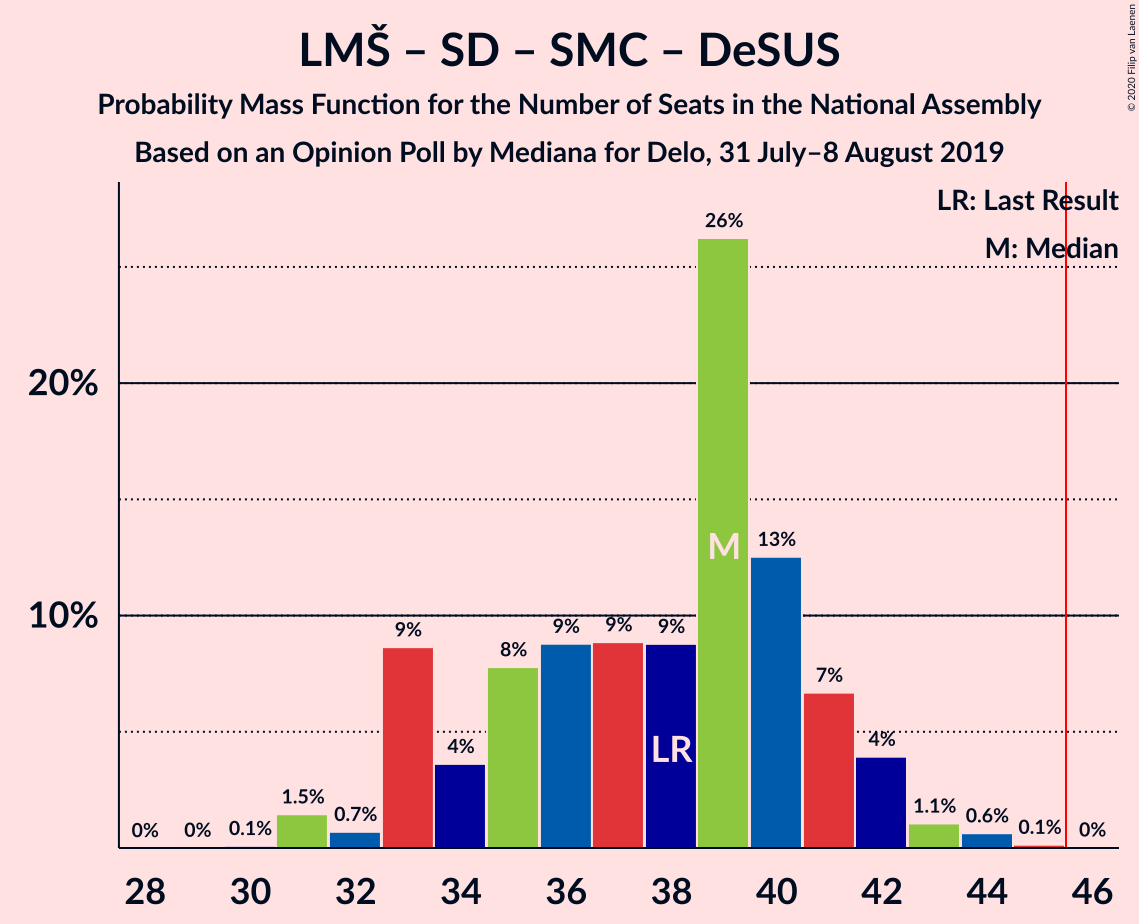 LMŠ – SD – SMC – DeSUS
Probability Mass Function for the Number of Seats in the National Assembly
Based on an Opinion Poll by Mediana for Delo, 31 July–8 August 2019
© 2020 Filip van Laenen
LR: Last Result
M: Median
26%
20%
M
13%
10%
9%
9%
9%
9%
8%
7%
LR
4%
4%
1.5%
0.7%
1.1%
0.6%
0%
0%
0.1%
0.1%
0%
28 30 32 34 36 38 40 42 44 46